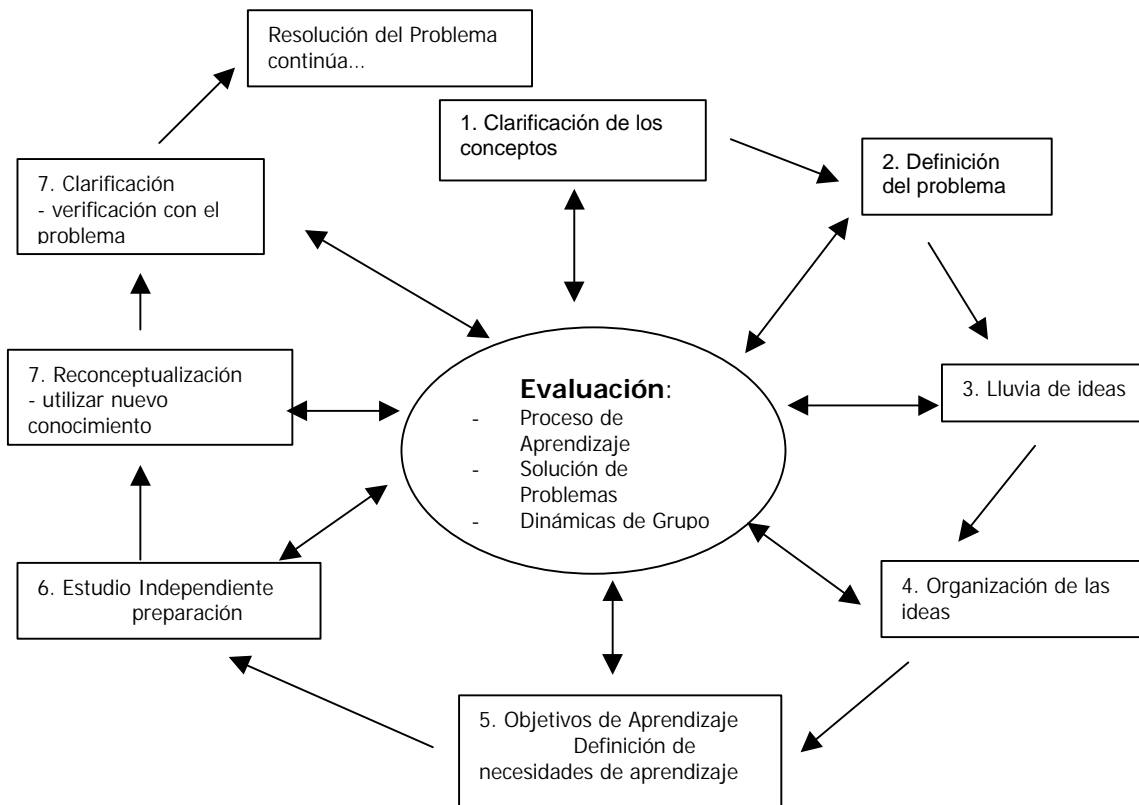 Resolución del Problema
continúa...
1. Clarificación de los
conceptos
2. Definición
del problema
3. Lluvia de ideas
4. Organización de las
ideas
5. Objetivos de Aprendizaje
Definición de
necesidades de aprendizaje
6. Estudio Independiente
preparación
7. Reconceptualización
- utilizar nuevo
conocimiento
7. Clarificación
- verificación con el
problema
Evaluación:
- Proceso de
Aprendizaje
- Solución de
Problemas
- Dinámicas de Grupo